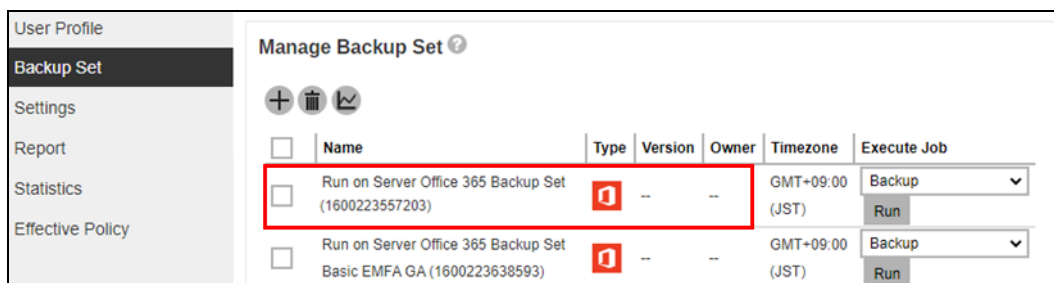 User Profile
Backup Set
Settings
Report
Statistics
Effective Policy
Manage Backup Set ?
Name Type Version Owner Timezone Execute Job
Run on Server Office 365 Backup Set
(1600223557203)
-- --
GMT+09:00
(JST)
Backup
Run
Run on Server Office 365 Backup Set
Basic EMFA GA (1600223638593)
-- --
GMT+09:00
(JST)
Backup
Run